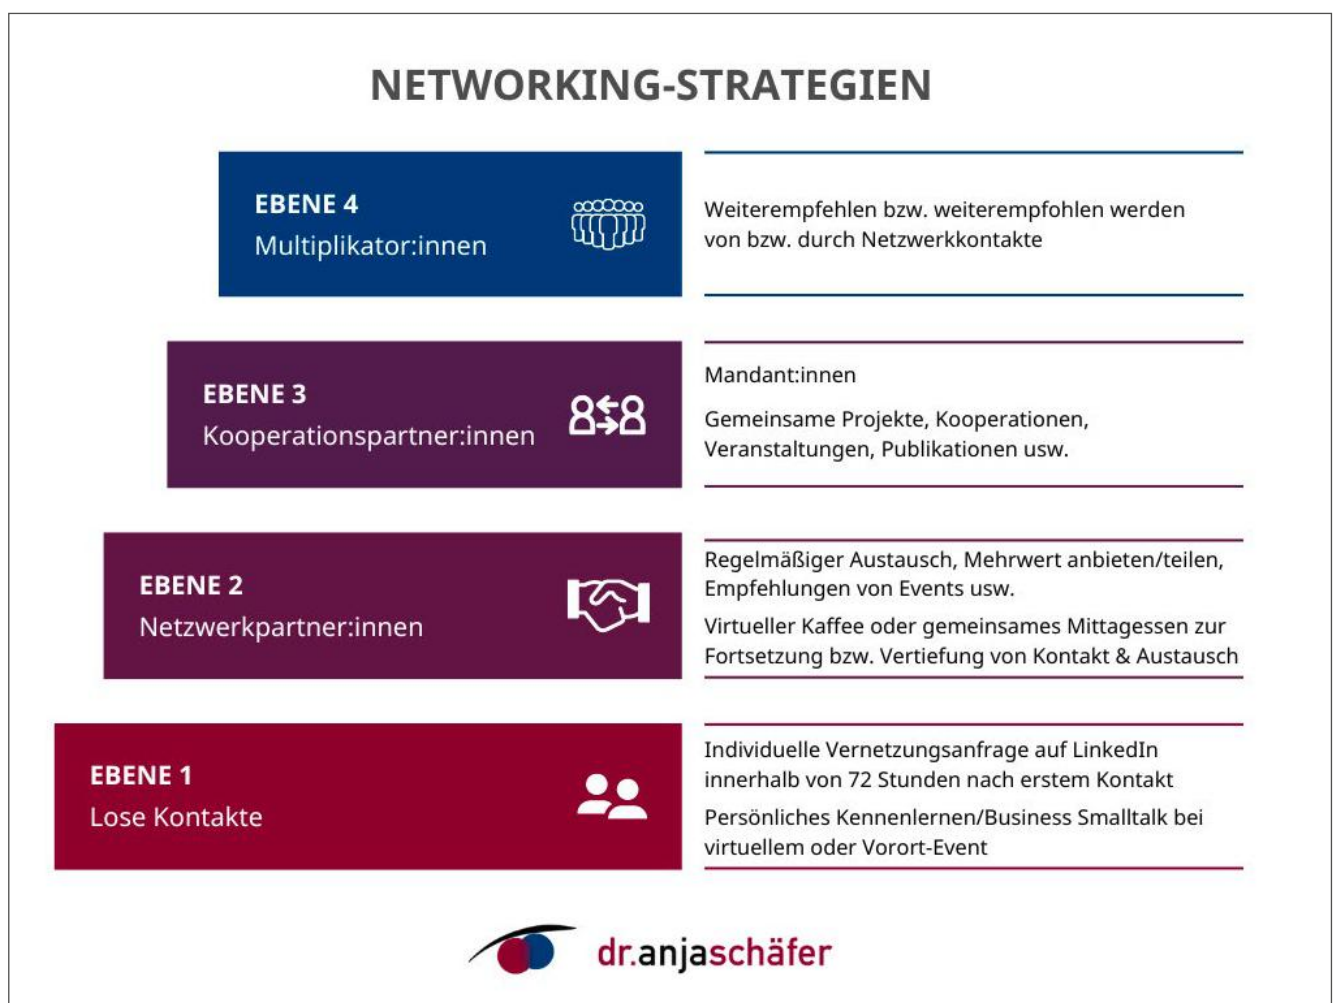 NETWORKING-STRATEGIEN
EBENE 4
Multiplikator:innen
Weiterempfehlen bzw. weiterempfohlen werden
von bzw. durch Netzwerkkontakte
EBENE 3
Kooperationspartner:innen
Mandant:innen
Gemeinsame Projekte, Kooperationen,
Veranstaltungen, Publikationen usw.
EBENE 2
Netzwerkpartner:innen
Regelmäßiger Austausch, Mehrwert anbieten/teilen,
Empfehlungen von Events usw.
Virtueller Kaffee oder gemeinsames Mittagessen zur
Fortsetzung bzw. Vertiefung von Kontakt & Austausch
EBENE 1
Lose Kontakte
Individuelle Vernetzungsanfrage auf LinkedIn
innerhalb von 72 Stunden nach erstem Kontakt
Persönliches Kennenlernen/Business Smalltalk bei
virtuellem oder Vorort-Event
dr.anjaschäfer